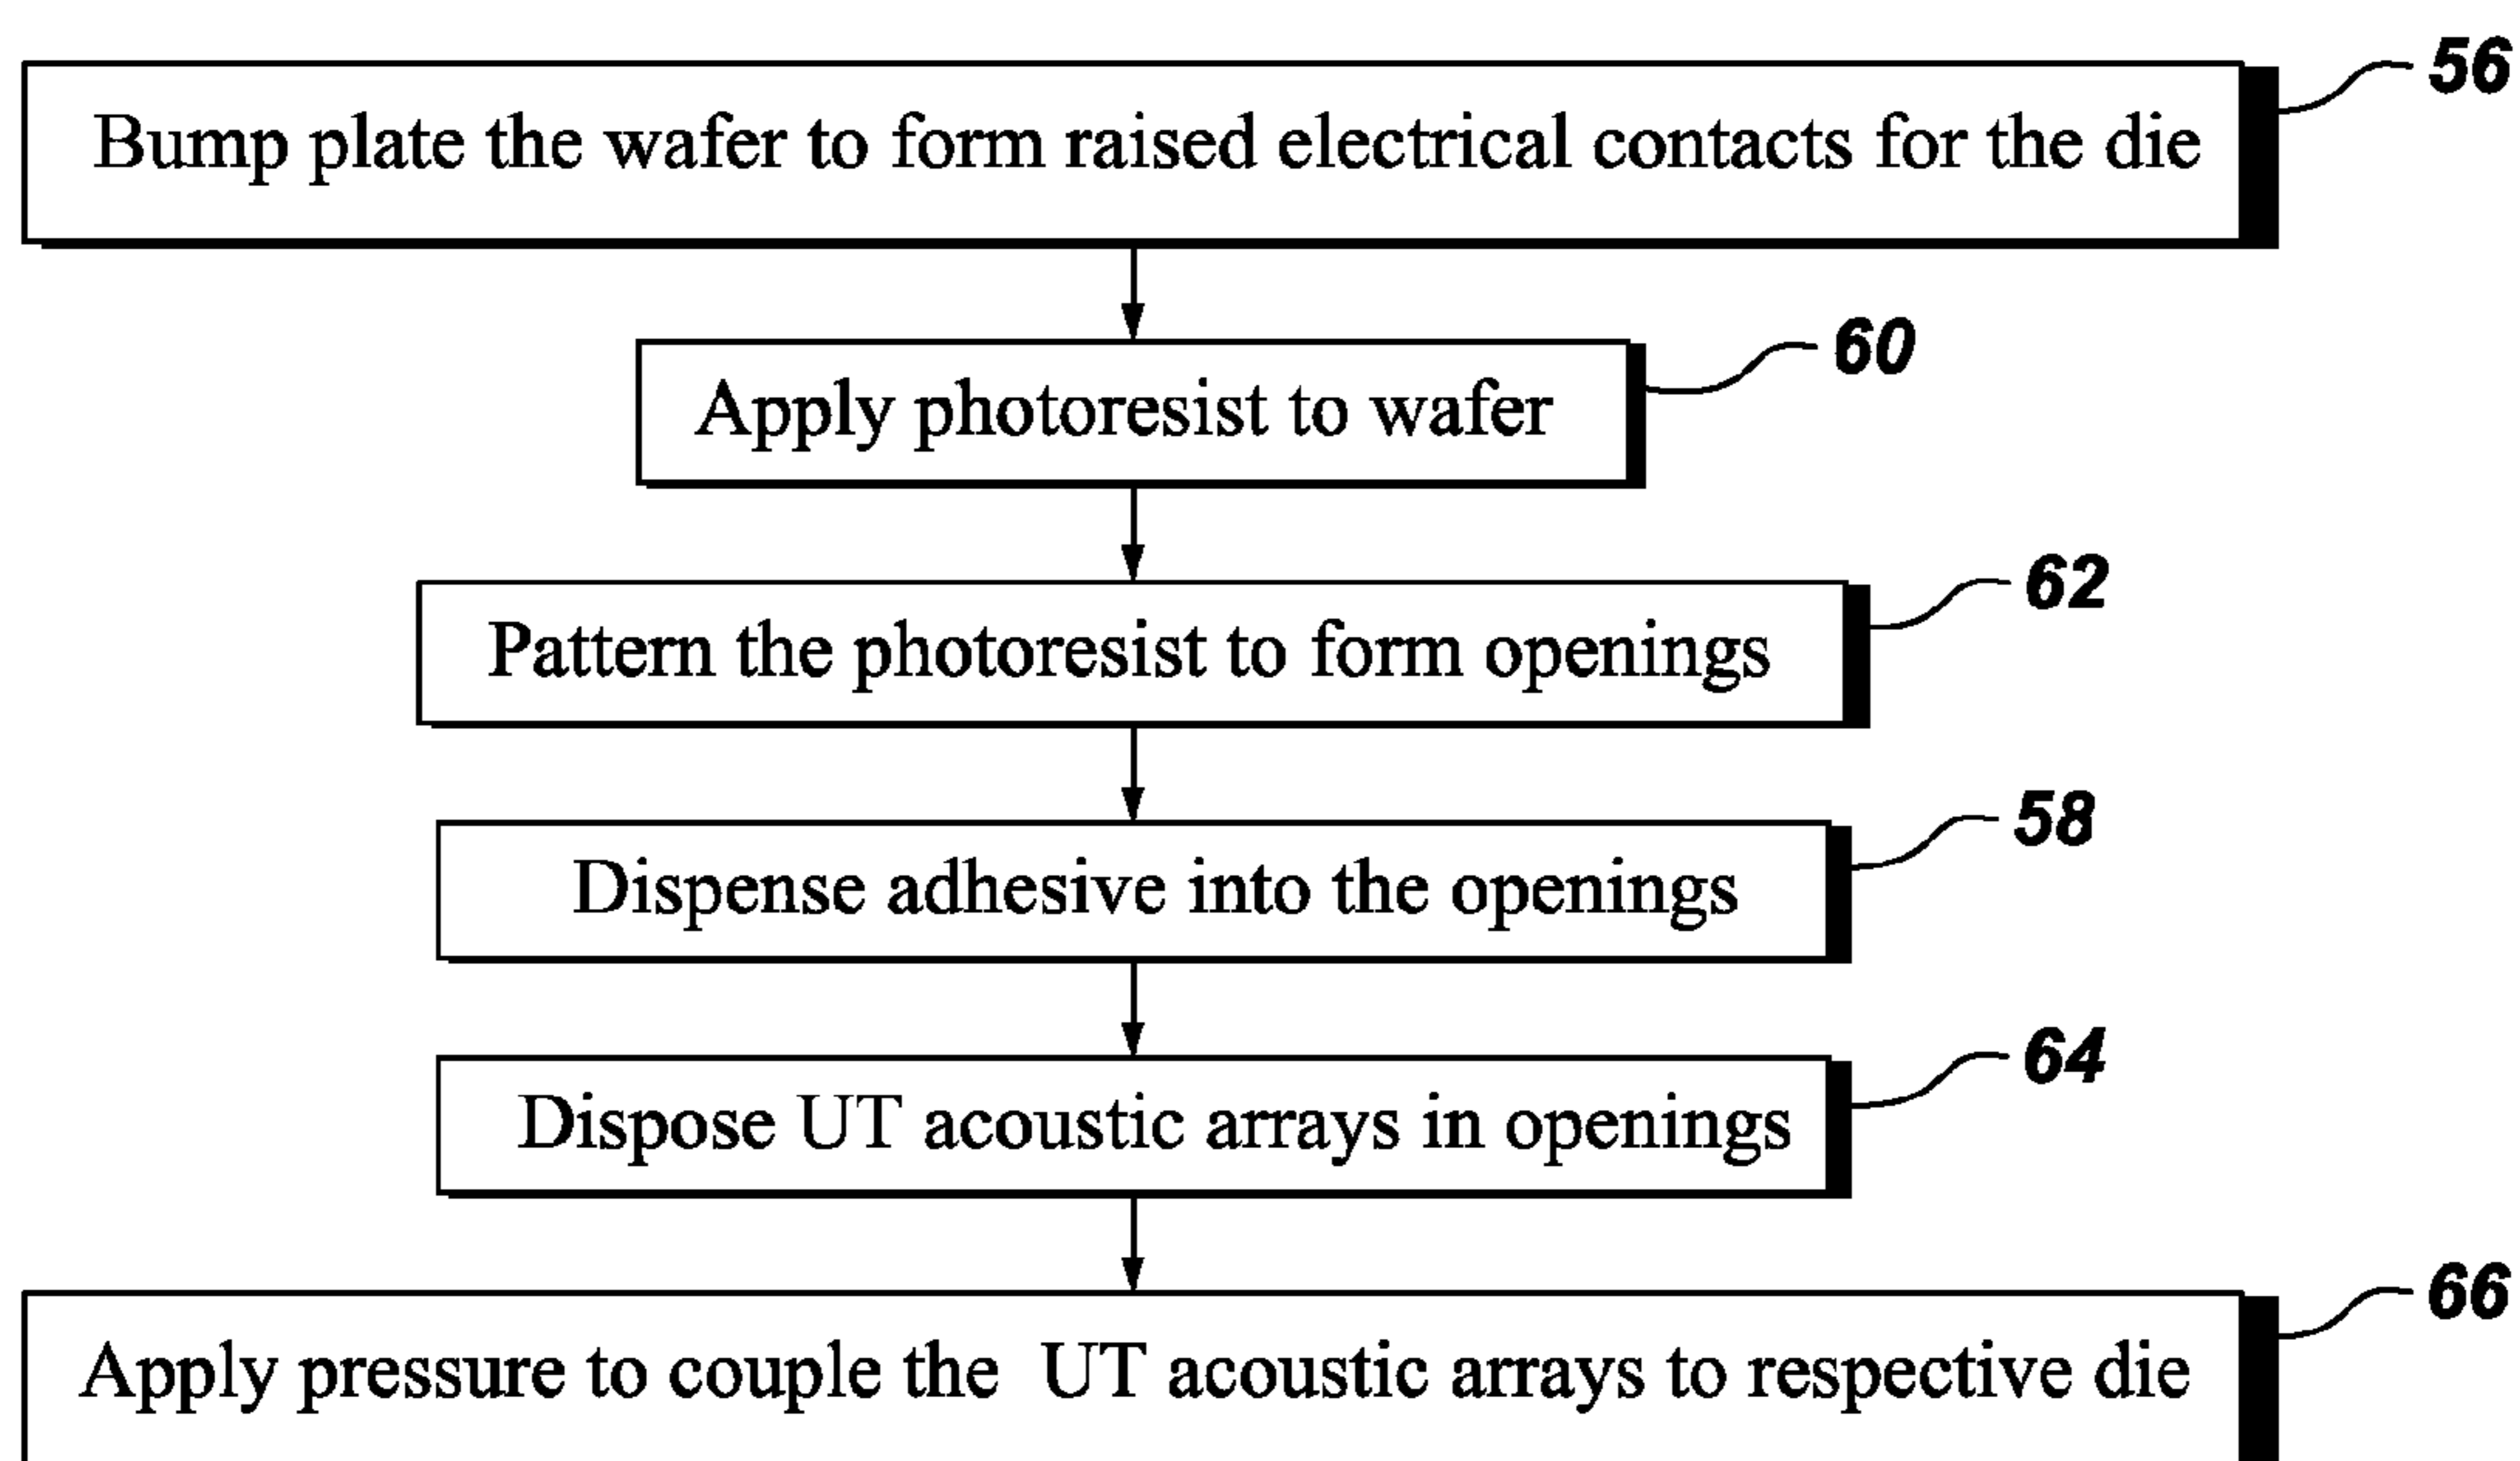 56
Bump plate the wafer to form raised electrical contacts for the die
60
Apply photoresist to wafer
62
Pattern the photoresist to form openings
58
Dispense adhesive into the openings
64
Dispose UT acoustic arrays in openings
66
Apply pressure to couple the UT acoustic arrays to respective die